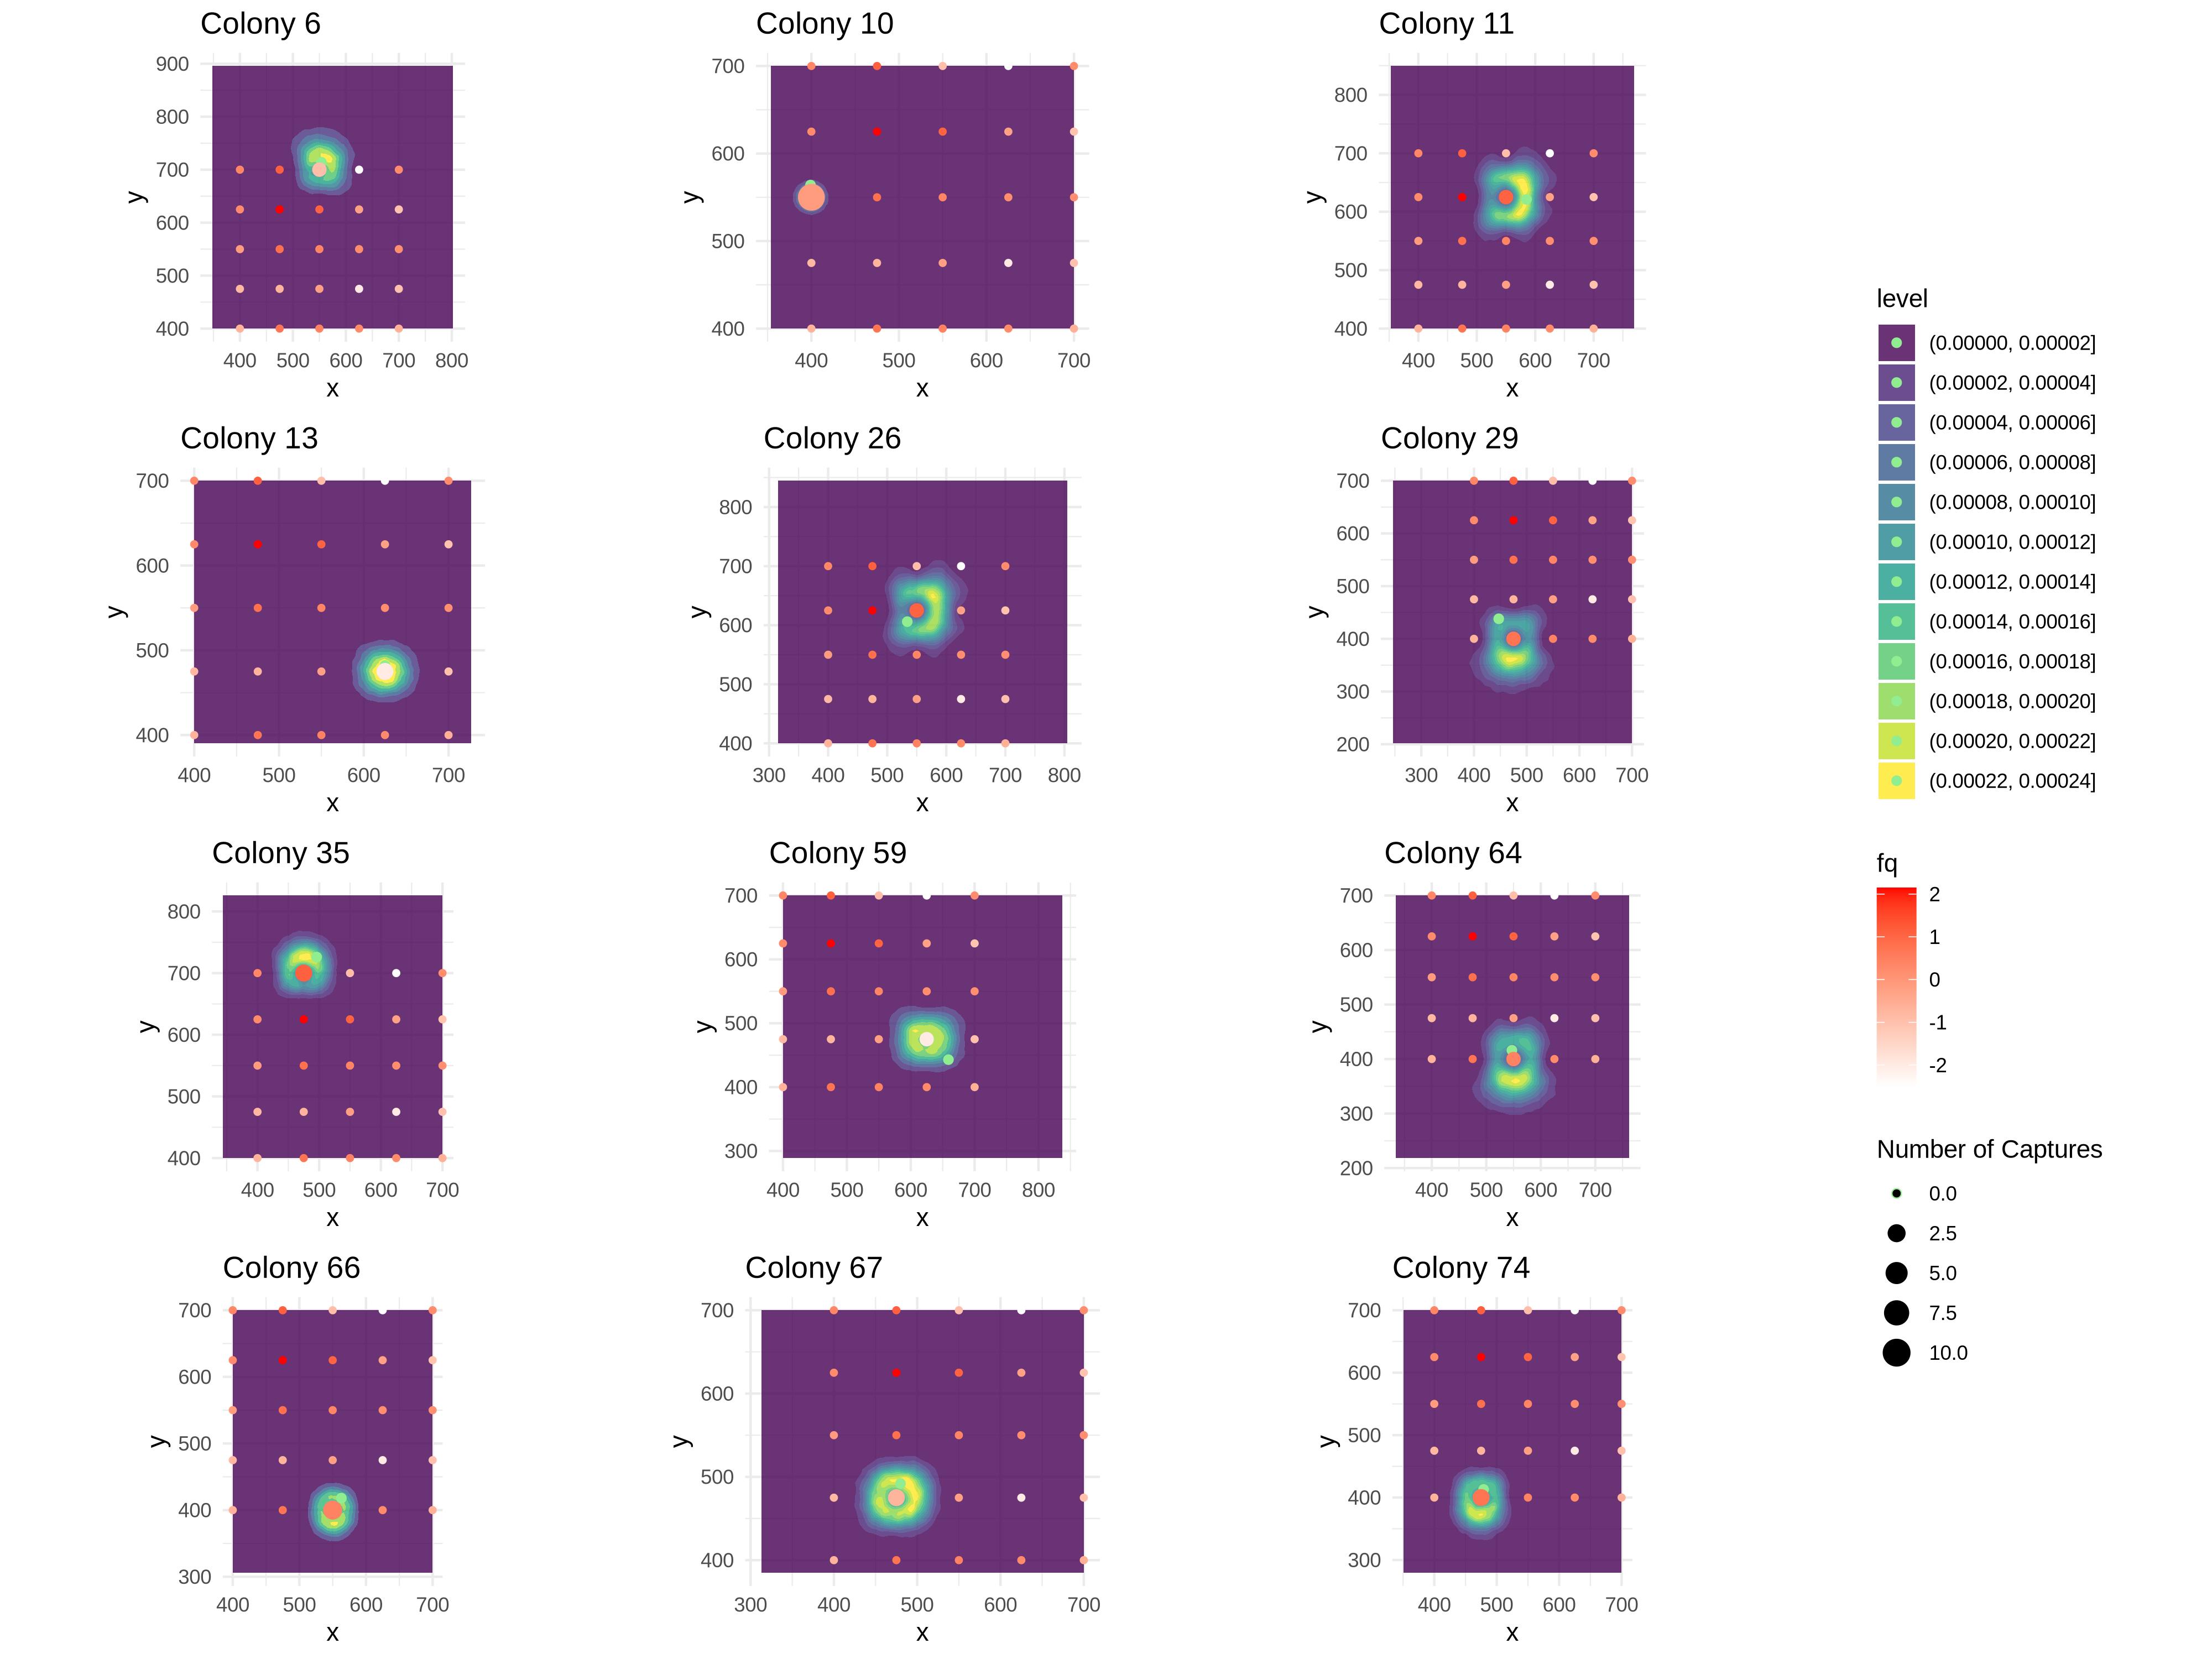 Colony 6 Colony 10 Colony 11
900 800 700 600 500 400
y
400 500 600 700 800
x
700 600 500 400
y
400 500 600 700
x
800 700 600 500 400
y
400 500 600 700
x
Colony 13 Colony 26 Colony 29
700 600 500 400
y
400 500 600 700
x
800 700 600 500 400
y
300 400 500 600 700 800
x
700 600 500 400 300 200
y
300 400 500 600 700
x
Colony 35 Colony 59 Colony 64
800 700 600 500 400
y
400 500 600 700
x
700 600 500 400 300
y
400 500 600 700 800
x
700 600 500 400 300 200
y
400 500 600 700
x
Colony 66 Colony 67 Colony 74
700 600 500 400 300
y
400 500 600 700
x
700 600 500 400
y
300 400 500 600 700
x
700 600 500 400 300
y
400 500 600 700
x
level
(0.00000, 0.00002]
(0.00002, 0.00004]
(0.00004, 0.00006]
(0.00006, 0.00008]
(0.00008, 0.00010]
(0.00010, 0.00012]
(0.00012, 0.00014]
(0.00014, 0.00016]
(0.00016, 0.00018]
(0.00018, 0.00020]
(0.00020, 0.00022]
(0.00022, 0.00024]
fq
2
1
0
-1
-2
Number of Captures
0.0
2.5
5.0
7.5
10.0